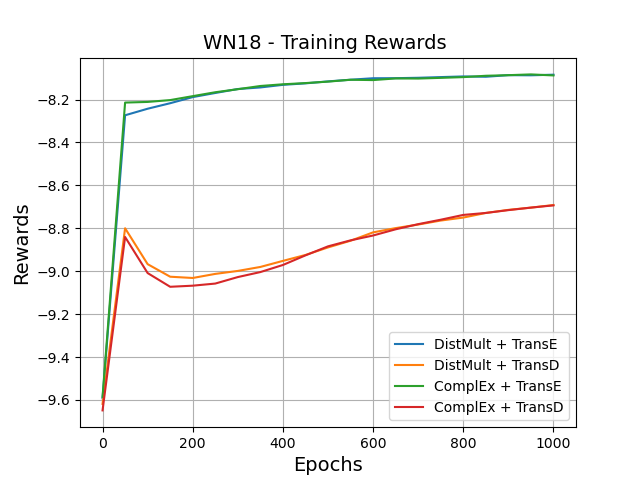 WN18 - Training Rewards
Rewards
−8.2
−8.4
−8.6
−8.8
−9.0
−9.2
−9.4
−9.6
0
200
400
600
800
1000
Epochs
DistMult + TransE
DistMult + TransD
ComplEx + TransE
ComplEx + TransD